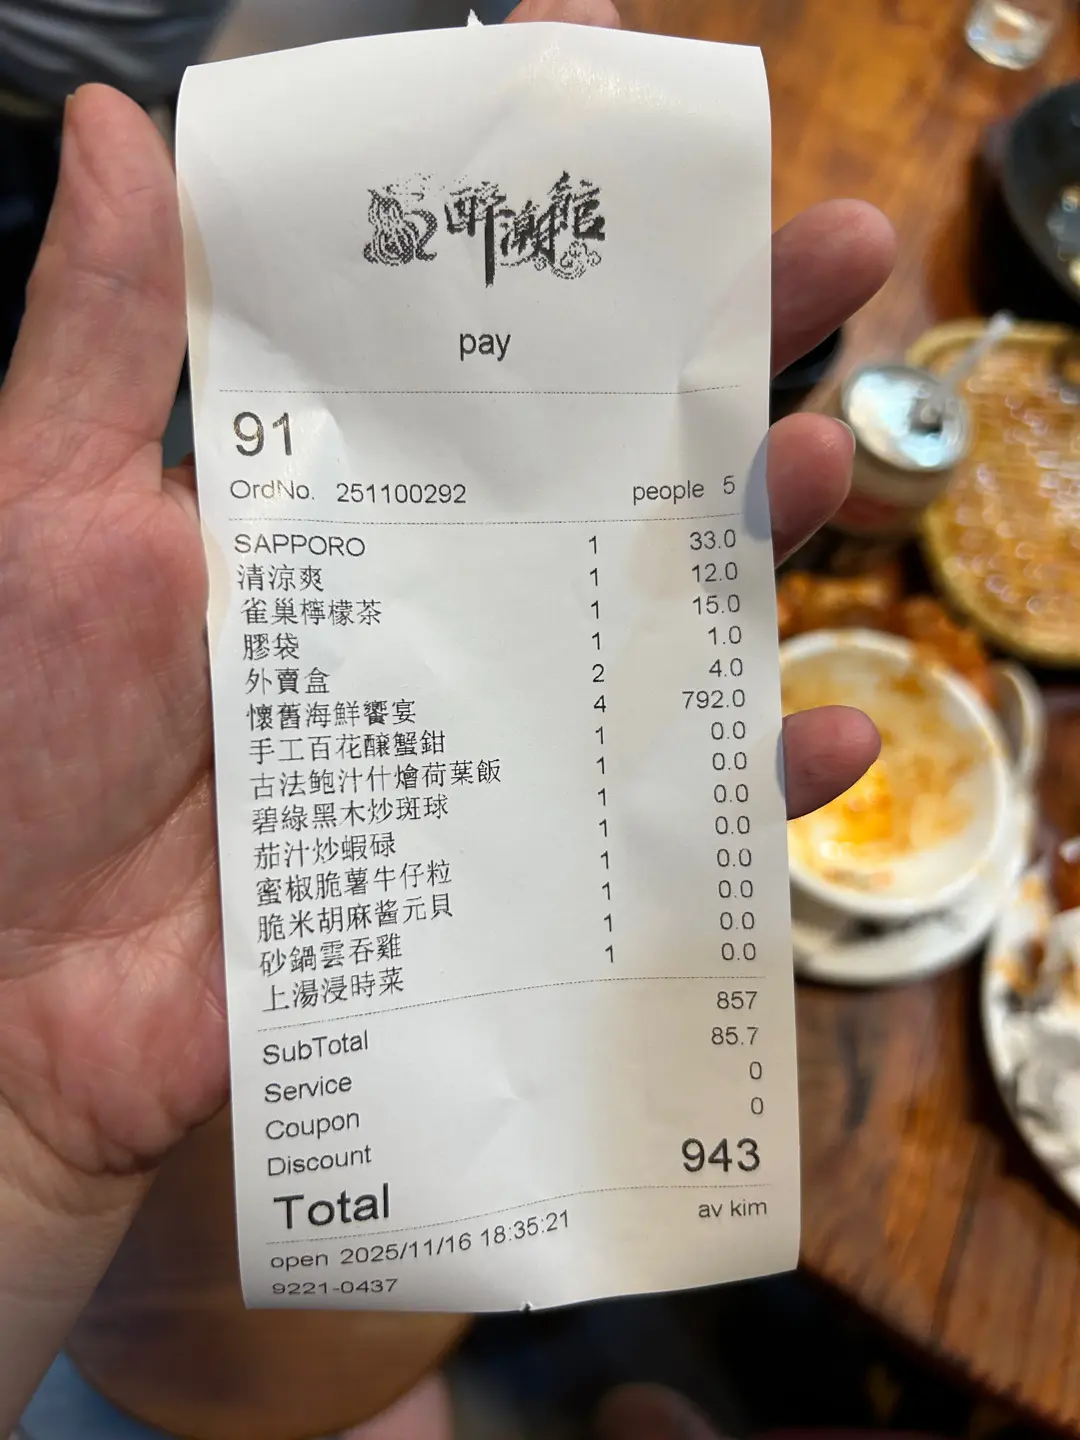 醉潮館
pay
91
OrdNo. 251100292 people 5
SAPPORO 1 33.0
清涼爽 1 12.0
雀巢檸檬茶 1 15.0
膠袋 1 1.0
外賣盒 2 4.0
懷舊海鮮饗宴 4 792.0
手工百花釀蟹鉗 1 0.0
古法鮑汁什燴荷葉飯 1 0.0
碧綠黑木炒斑球 1 0.0
茄汁炒蝦碌 1 0.0
蜜椒脆薯牛仔粒 1 0.0
脆米胡麻酱元貝 1 0.0
砂鍋雲吞雞 1 0.0
上湯浸時菜 1 0.0
SubTotal 857
Service 85.7
Coupon 0
Discount 0
Total 943
open 2025/11/16 18:35:21 av kim
9221-0437